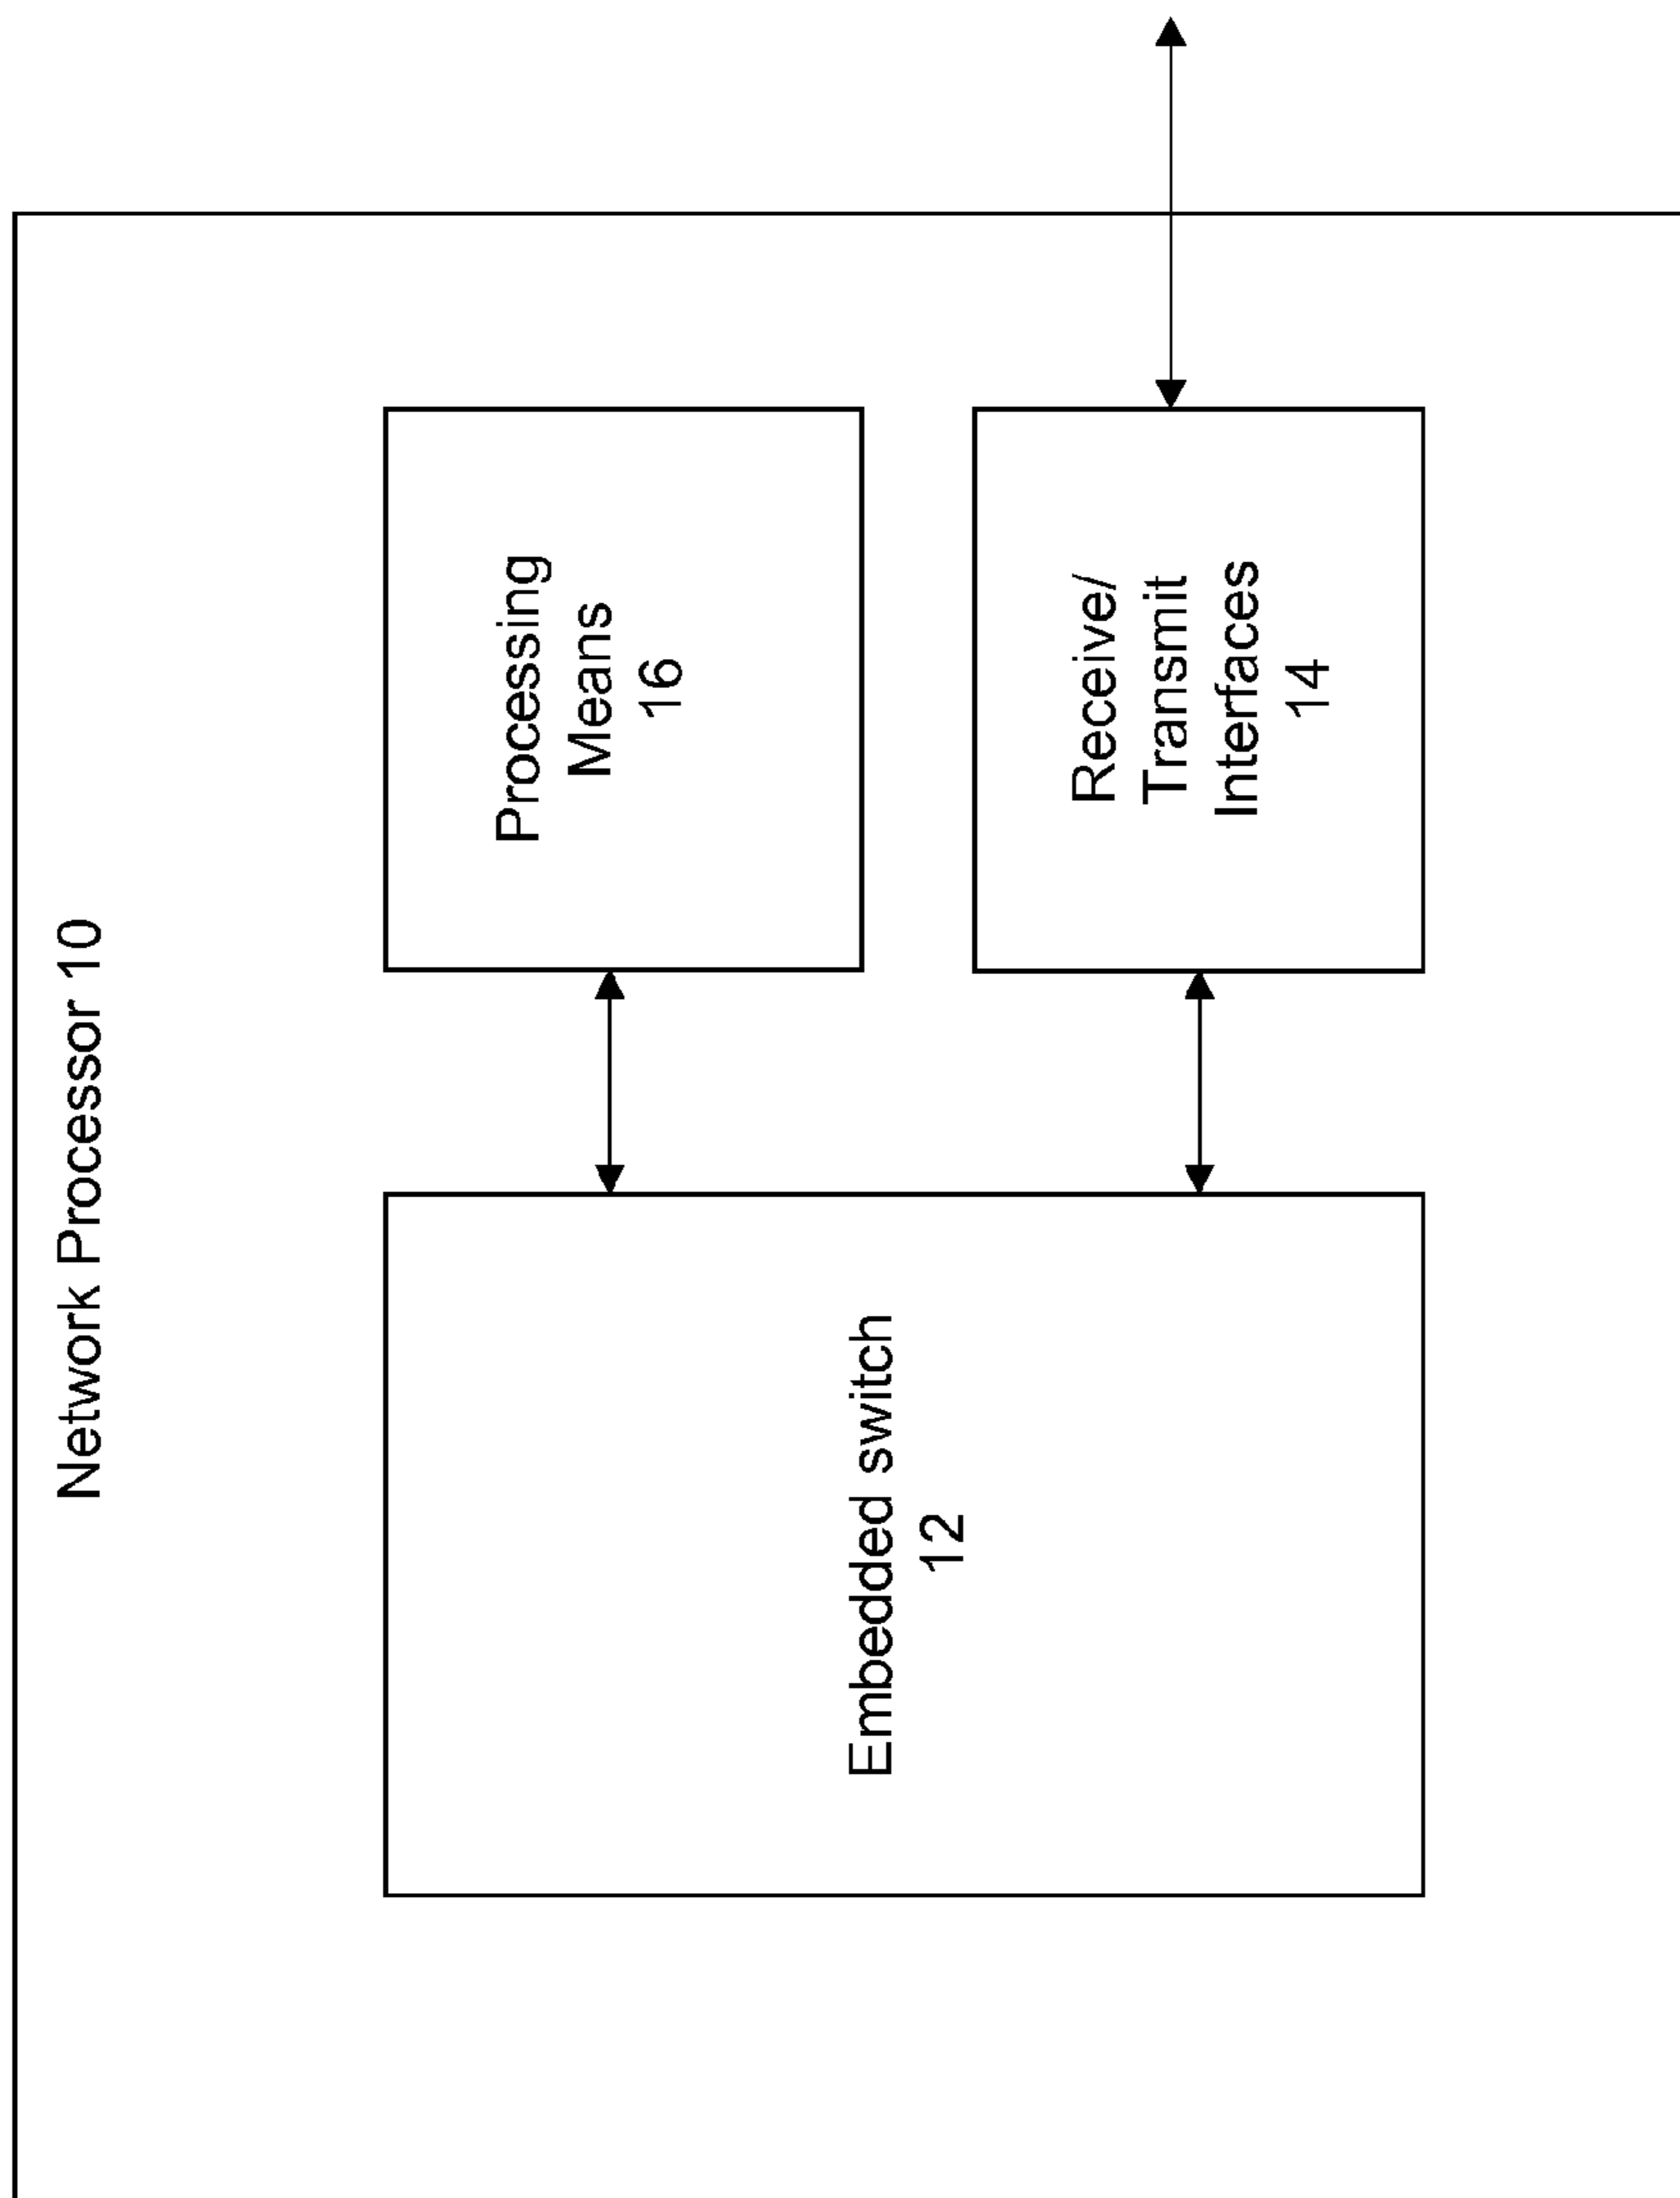 Network Processor 10
Processing
Means
16
Embedded switch
12
Receive/
Transmit
Interfaces
14